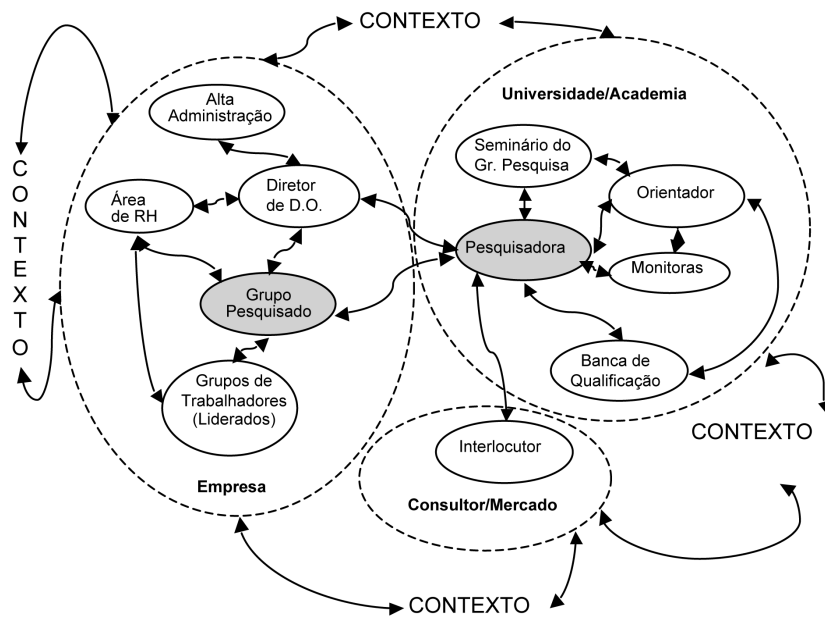 CONTEXTO
CONTEXTO
Alta
Administração
Área
de RH
Diretor
de D.O.
Grupo
Pesquisado
Grupos de
Trabalhadores
(Liderados)
Empresa
Universidade/Academia
Seminário do
Gr. Pesquisa
Orientador
Pesquisadora
Monitoras
Banca de
Qualificação
CONTEXTO
Interlocutor
Consultor/Mercado
CONTEXTO